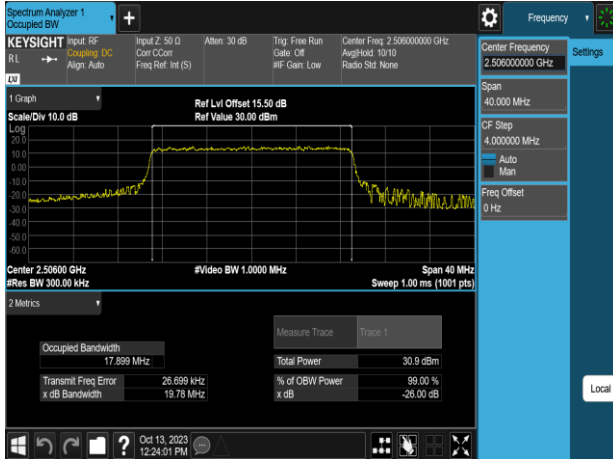 Spectrum Analyzer 1
Occupied BW
+
Frequency
KEYSIGHT
RL
LXI
Input: RF
Coupling: DC
Align: Auto
Input Z: 50 Ω
Corr CCorr
Freq Ref: Int (S)
Atten: 30 dB
Trig: Free Run
Gate: Off
#IF Gain: Low
Center Freq: 2.506000000 GHz
Avg|Hold: 10/10
Radio Std: None
Center Frequency
2.506000000 GHz
Settings
Span
40.000 MHz
CF Step
4.000000 MHz
Auto
Man
Freq Offset
0 Hz
Local
1 Graph
Scale/Div 10.0 dB
Ref Lvl Offset 15.50 dB
Ref Value 30.00 dBm
Log
20.0
10.0
0.00
-10.0
-20.0
-30.0
-40.0
-50.0
-60.0
Center 2.50600 GHz
#Video BW 1.0000 MHz
Span 40 MHz
#Res BW 300.00 kHz
Sweep 1.00 ms (1001 pts)
2 Metrics
Measure Trace
Trace 1
Occupied Bandwidth
17.899 MHz
Total Power
30.9 dBm
Transmit Freq Error
26.699 kHz
% of OBW Power
99.00 %
x dB Bandwidth
19.78 MHz
x dB
-26.00 dB
?
Oct 13, 2023
12:24:01 PM